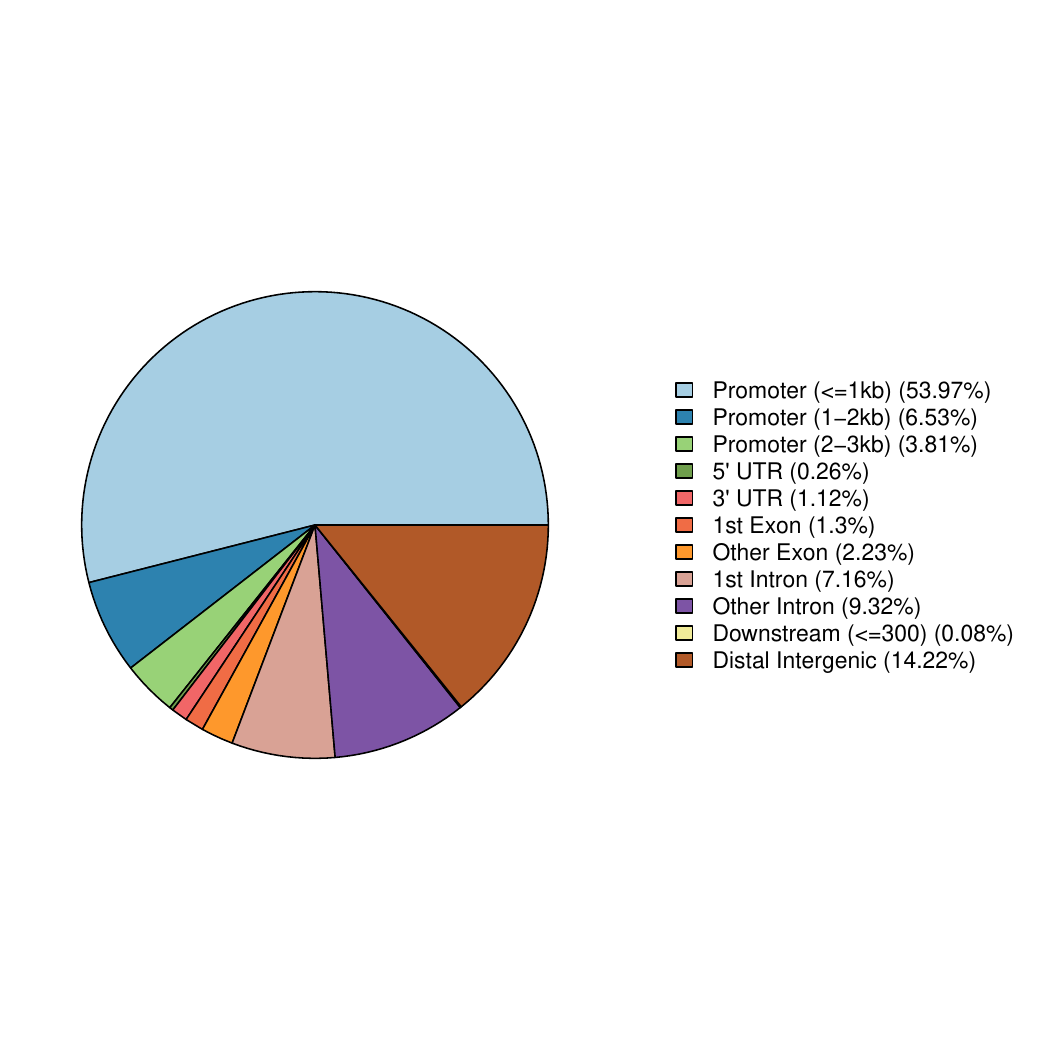 Promoter (<=1kb) (53.97%)
Promoter (1−2kb) (6.53%)
Promoter (2−3kb) (3.81%)
5' UTR (0.26%)
3' UTR (1.12%)
1st Exon (1.3%)
Other Exon (2.23%)
1st Intron (7.16%)
Other Intron (9.32%)
Downstream (<=300) (0.08%)
Distal Intergenic (14.22%)